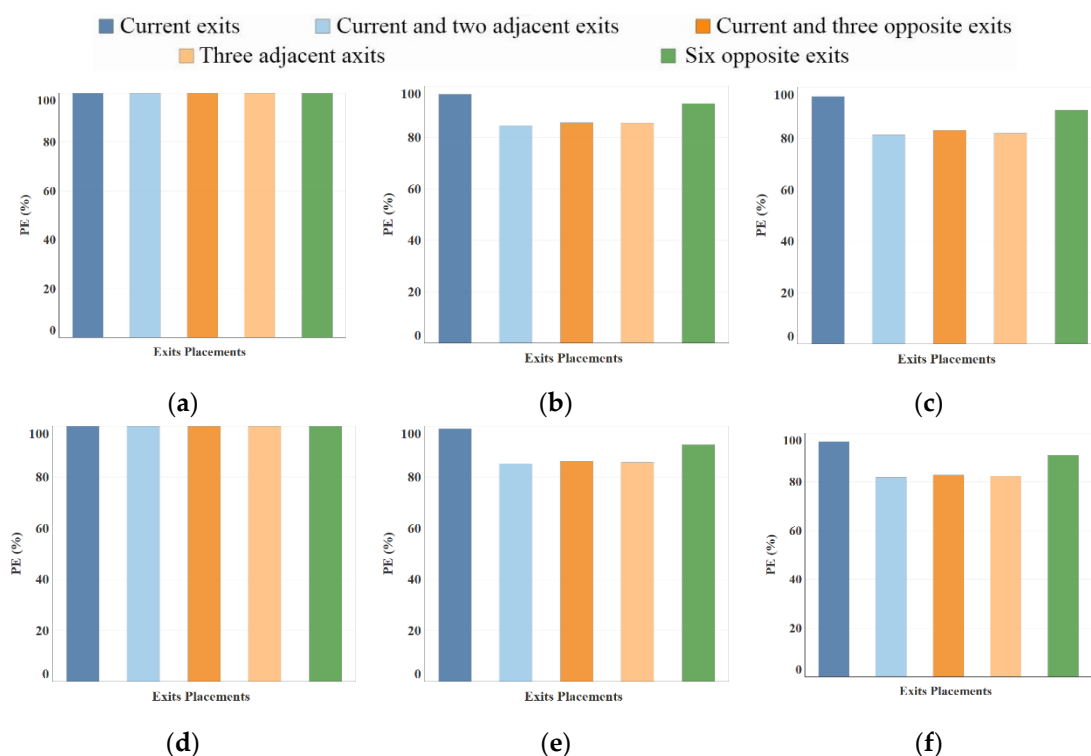 Current exits
Current and two adjacent exits
Current and three opposite exits
Three adjacent axits
Six opposite exits
100
80
60
40
20
0
PE (%)
Exits Placements
(a)
100
80
60
40
20
0
PE (%)
Exits Placements
(b)
100
80
60
40
20
0
PE (%)
Exits Placements
(c)
100
80
60
40
20
0
PE (%)
Exits Placements
(d)
100
80
60
40
20
0
PE (%)
Exits Placements
(e)
100
80
60
40
20
0
PE (%)
Exits Placements
(f)